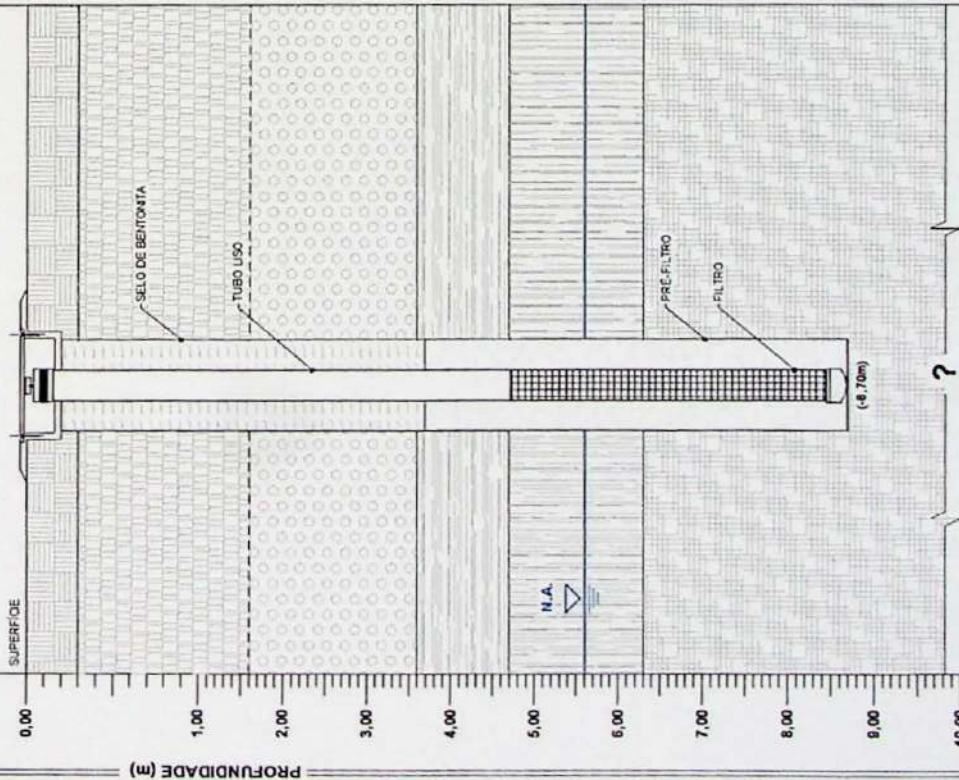 SUPERFÍCIE
0,00
SELO DE BENTONITA
1,00
TUBO LISO
2,00
3,00
4,00
5,00
N.A.
6,00
PRÉ-FILTRO
7,00
FILTRO
8,00
(-8,70m)
9,00
?
10,00
PROFUNDIDADE (m)